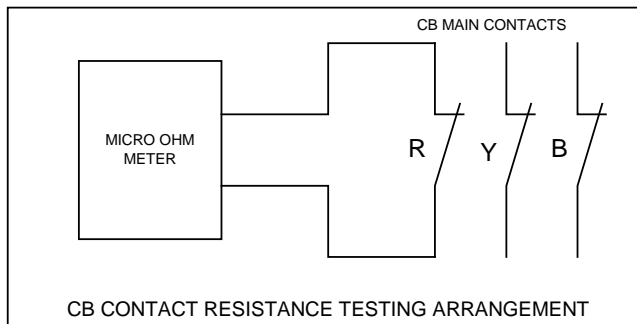 CB MAIN CONTACTS
MICRO OHM
METER
R Y B
CB CONTACT RESISTANCE TESTING ARRANGEMENT